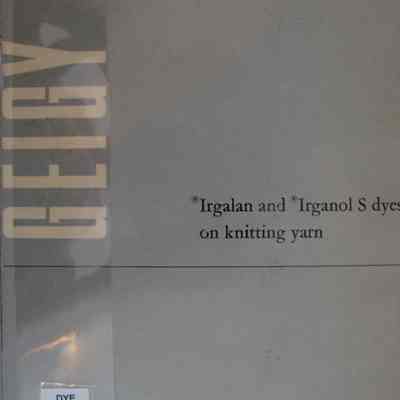 GEIGY
*Irgalan and *Irganol S dyes
on knitting yarn
DYE